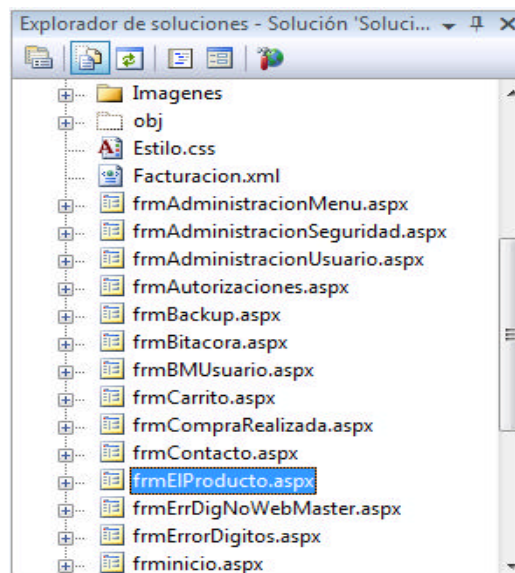 Explorador de soluciones - Solución 'Soluci...
Imagenes
obj
Estilo.css
Facturacion.xml
frmAdministracionMenu.aspx
frmAdministracionSeguridad.aspx
frmAdministracionUsuario.aspx
frmAutorizaciones.aspx
frmBackup.aspx
frmBitacora.aspx
frmBMUsuario.aspx
frmCarrito.aspx
frmCompraRealizada.aspx
frmContacto.aspx
frmElProducto.aspx
frmErrDigNoWebMaster.aspx
frmErrorDigitos.aspx
frminicio.aspx